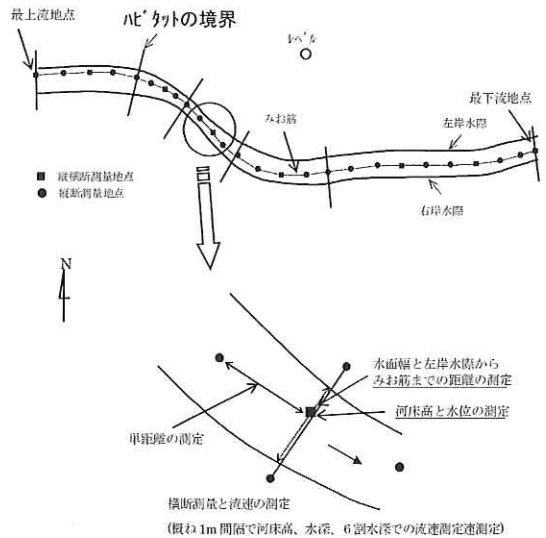 最上流地点
ﾊﾋﾞﾀｯﾄの境界
ﾚﾍﾞﾙ
最下流地点
みお筋
左岸水際
■ 縦横断測量地点
● 縦断測量地点
右岸水際
N
水面幅と左岸水際から
みお筋までの距離の測定
河床高と水位の測定
単距離の測定
横断測量と流速の測定
(概ね1m間隔で河床高、水深、6割水深での流速測定速測定)